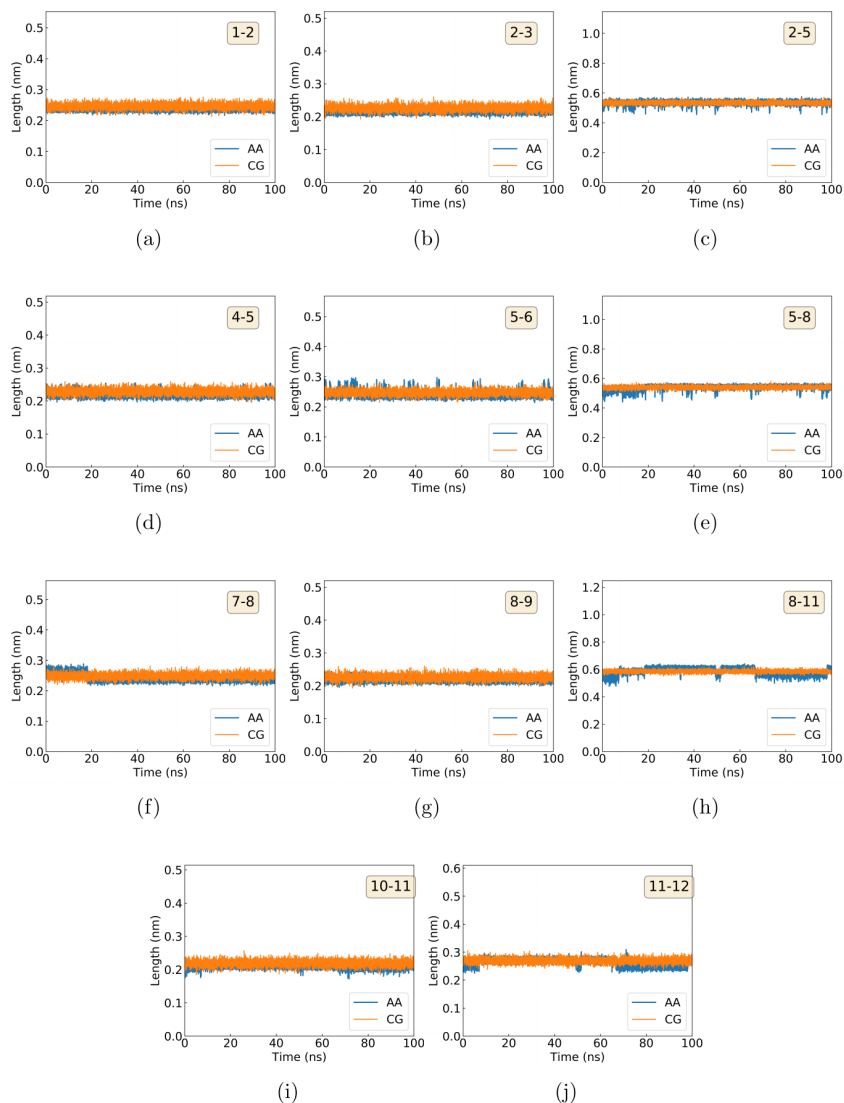 1-2
Length (nm)
0.5
0.4
0.3
0.2
0.1
0.0
AA
CG
0 20 40 60 80 100
Time (ns)
(a)
2-3
Length (nm)
0.5
0.4
0.3
0.2
0.1
0.0
AA
CG
0 20 40 60 80 100
Time (ns)
(b)
2-5
Length (nm)
1.0
0.8
0.6
0.4
0.2
0.0
AA
CG
0 20 40 60 80 100
Time (ns)
(c)
4-5
Length (nm)
0.5
0.4
0.3
0.2
0.1
0.0
AA
CG
0 20 40 60 80 100
Time (ns)
(d)
5-6
Length (nm)
0.5
0.4
0.3
0.2
0.1
0.0
AA
CG
0 20 40 60 80 100
Time (ns)
5-8
Length (nm)
1.0
0.8
0.6
0.4
0.2
0.0
AA
CG
0 20 40 60 80 100
Time (ns)
(e)
7-8
Length (nm)
0.5
0.4
0.3
0.2
0.1
0.0
AA
CG
0 20 40 60 80 100
Time (ns)
(f)
8-9
Length (nm)
0.5
0.4
0.3
0.2
0.1
0.0
AA
CG
0 20 40 60 80 100
Time (ns)
(g)
8-11
Length (nm)
1.2
1.0
0.8
0.6
0.4
0.2
0.0
AA
CG
0 20 40 60 80 100
Time (ns)
(h)
10-11
Length (nm)
0.5
0.4
0.3
0.2
0.1
0.0
AA
CG
0 20 40 60 80 100
Time (ns)
(i)
11-12
Length (nm)
0.6
0.5
0.4
0.3
0.2
0.1
0.0
AA
CG
0 20 40 60 80 100
Time (ns)
(j)